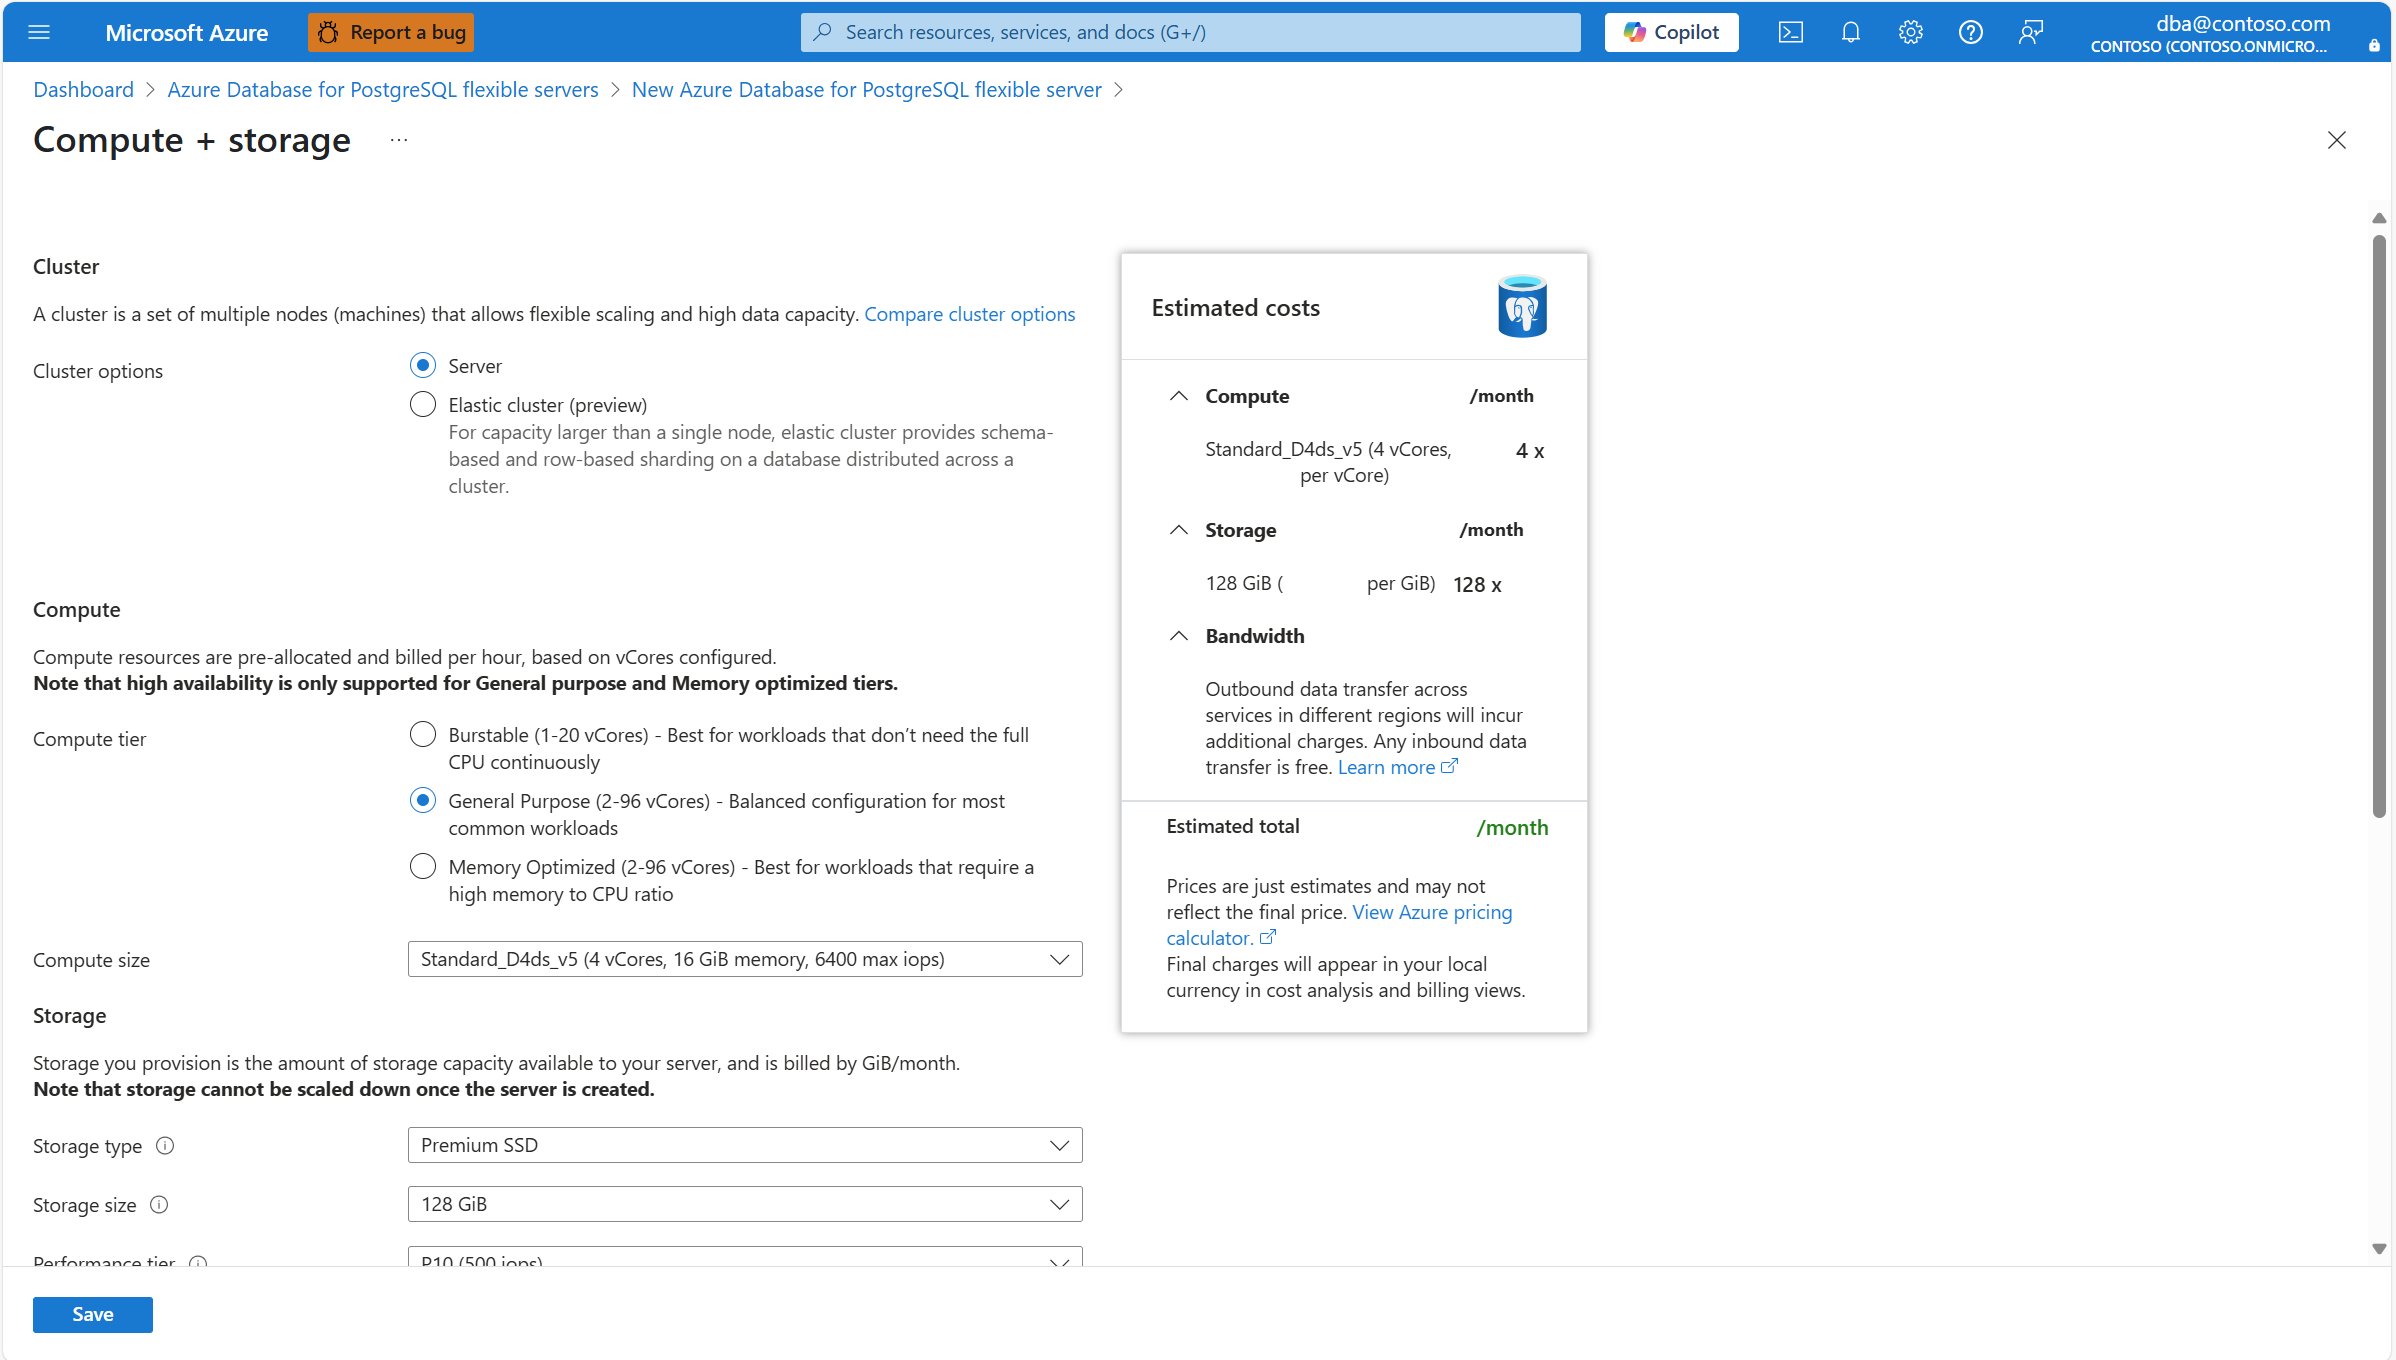 Microsoft Azure
Report a bug
Search resources, services, and docs (G+/)
Copilot
dba@contoso.com
CONTOSO (CONTOSO.ONMICRO...
Dashboard > Azure Database for PostgreSQL flexible servers > New Azure Database for PostgreSQL flexible server >
Compute + storage ...
Cluster
A cluster is a set of multiple nodes (machines) that allows flexible scaling and high data capacity. Compare cluster options
Cluster options
Server
Elastic cluster (preview)
For capacity larger than a single node, elastic cluster provides schema-
based and row-based sharding on a database distributed across a
cluster.
Compute
Compute resources are pre-allocated and billed per hour, based on vCores configured.
Note that high availability is only supported for General purpose and Memory optimized tiers.
Compute tier
Burstable (1-20 vCores) - Best for workloads that don’t need the full
CPU continuously
General Purpose (2-96 vCores) - Balanced configuration for most
common workloads
Memory Optimized (2-96 vCores) - Best for workloads that require a
high memory to CPU ratio
Compute size
Standard_D4ds_v5 (4 vCores, 16 GiB memory, 6400 max iops)
Storage
Storage you provision is the amount of storage capacity available to your server, and is billed by GiB/month.
Note that storage cannot be scaled down once the server is created.
Storage type
Premium SSD
Storage size
128 GiB
Performance tier
P10 (500 iops)
Save
Estimated costs
Compute /month
Standard_D4ds_v5 (4 vCores, 4 x
per vCore)
Storage /month
128 GiB ( per GiB) 128 x
Bandwidth
Outbound data transfer across
services in different regions will incur
additional charges. Any inbound data
transfer is free. Learn more
Estimated total /month
Prices are just estimates and may not
reflect the final price. View Azure pricing
calculator.
Final charges will appear in your local
currency in cost analysis and billing views.